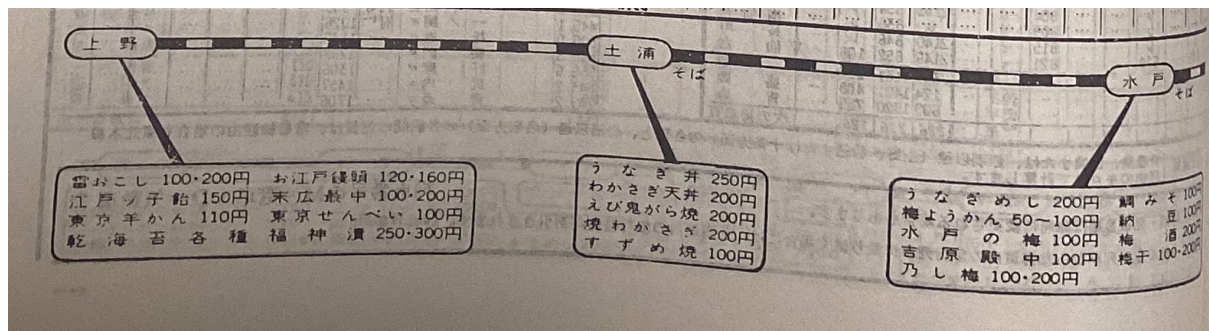 上野
土浦
そば
水戸
そば
雷おこし 100・200円 お江戸饅頭 120・160円
江戸ッ子飴 150円 末広最中 100・200円
東京羊かん 110円 東京せんべい 100円
乾海苔各種 福神漬 250・300円
うなぎ丼 250円
わかさぎ天丼 200円
えび鬼がら焼 200円
焼わかさぎ 200円
すずめ焼 100円
うなぎめし 200円 鯛みそ 100円
梅ようかん 50〜100円 納豆 100円
水戸の梅 100円 梅酒 200円
吉原殿中 100円 梅干 100・200円
乃し梅 100・200円